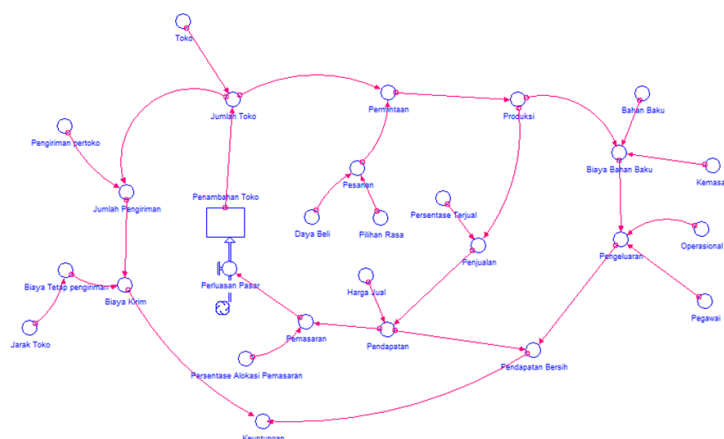 Toko
Jumlah Toko
Permintaan
Produksi
Bahan Baku
Pengiriman pertoko
Biaya Bahan Baku
Kemasa
Jumlah Pengiriman
Penambahan Toko
Pesanan
Daya Beli
Pilihan Rasa
Persentase Terjual
Penjualan
Pengeluaran
Operasional
Biaya Tetap pengiriman
Biaya Kirim
Perluasan Pasar
Harga Jual
Pegawai
Jarak Toko
Pemasaran
Pendapatan
Persentase Alokasi Pemasaran
Pendapatan Bersih
Keuntungan